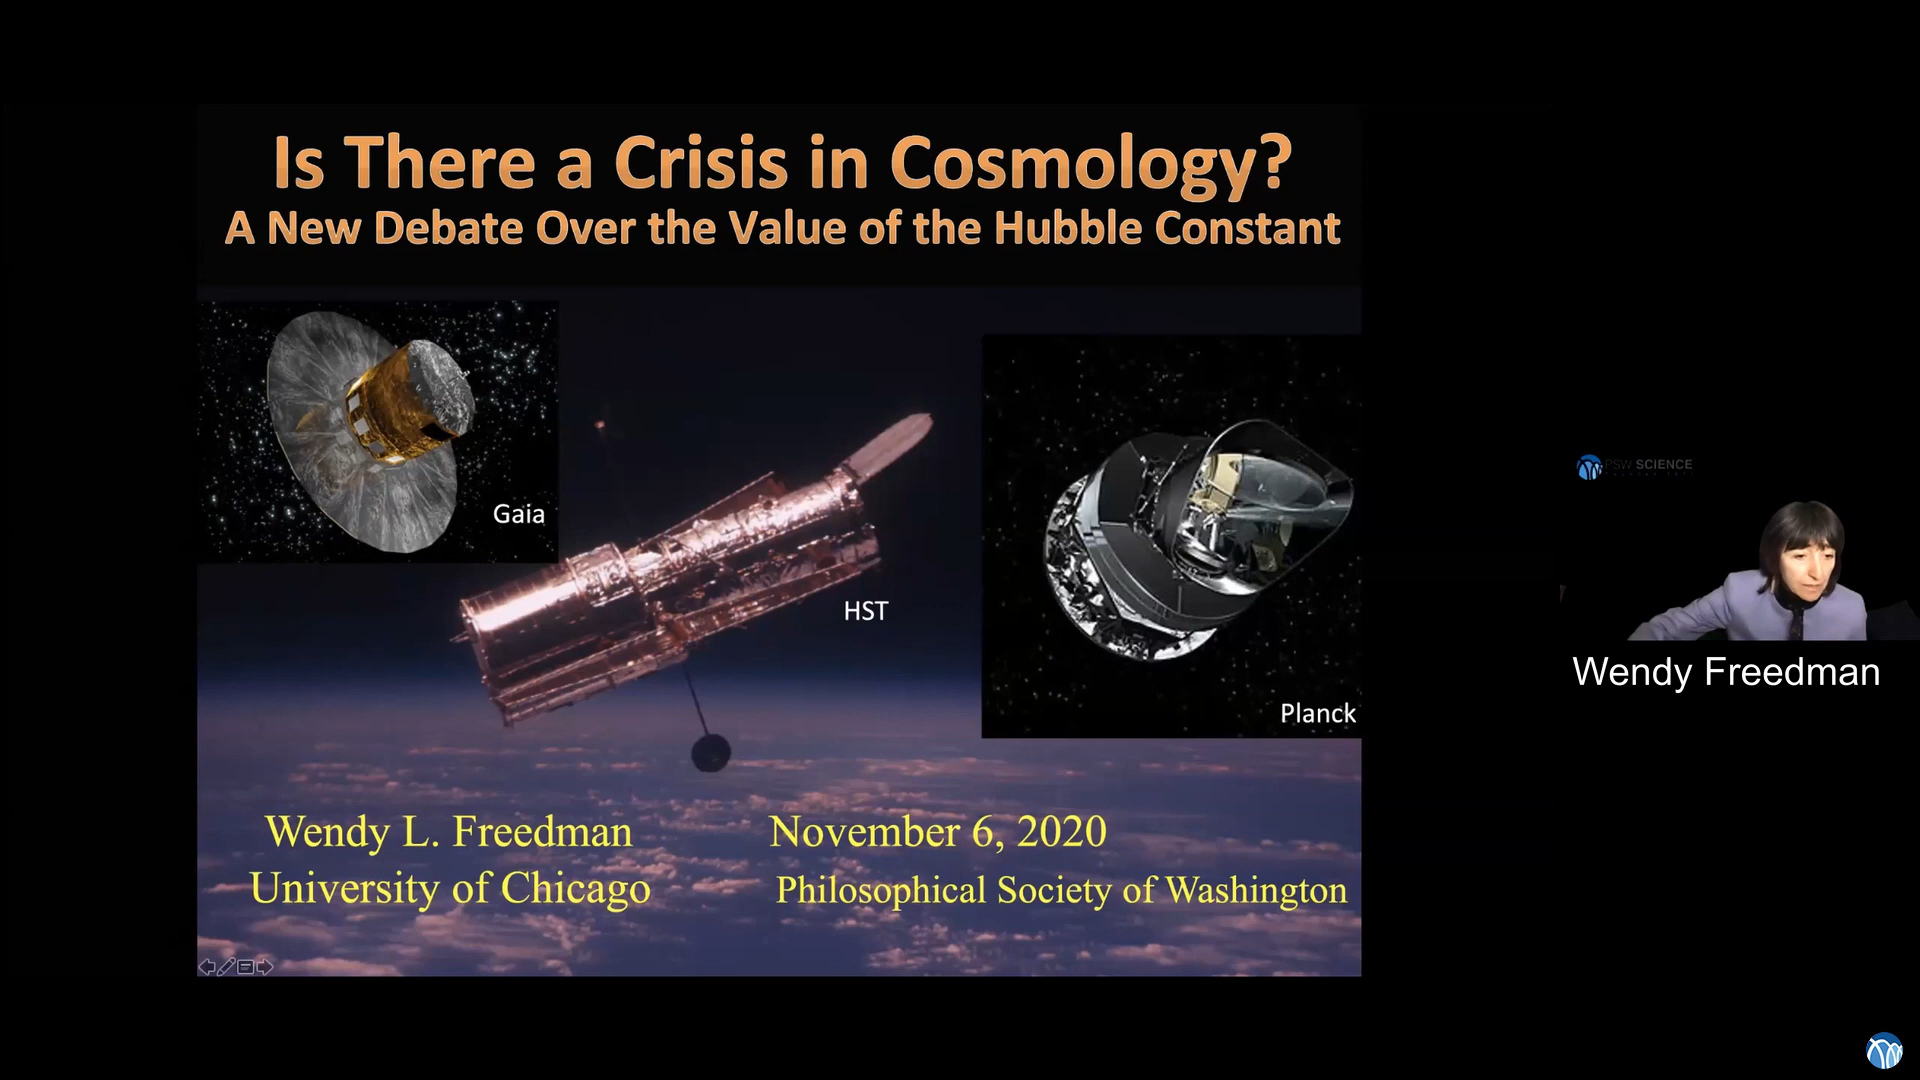 Is There a Crisis in Cosmology?
A New Debate Over the Value of the Hubble Constant
Gaia
HST
Planck
Wendy L. Freedman
November 6, 2020
University of Chicago
Philosophical Society of Washington
PSW SCIENCE
Wendy Freedman